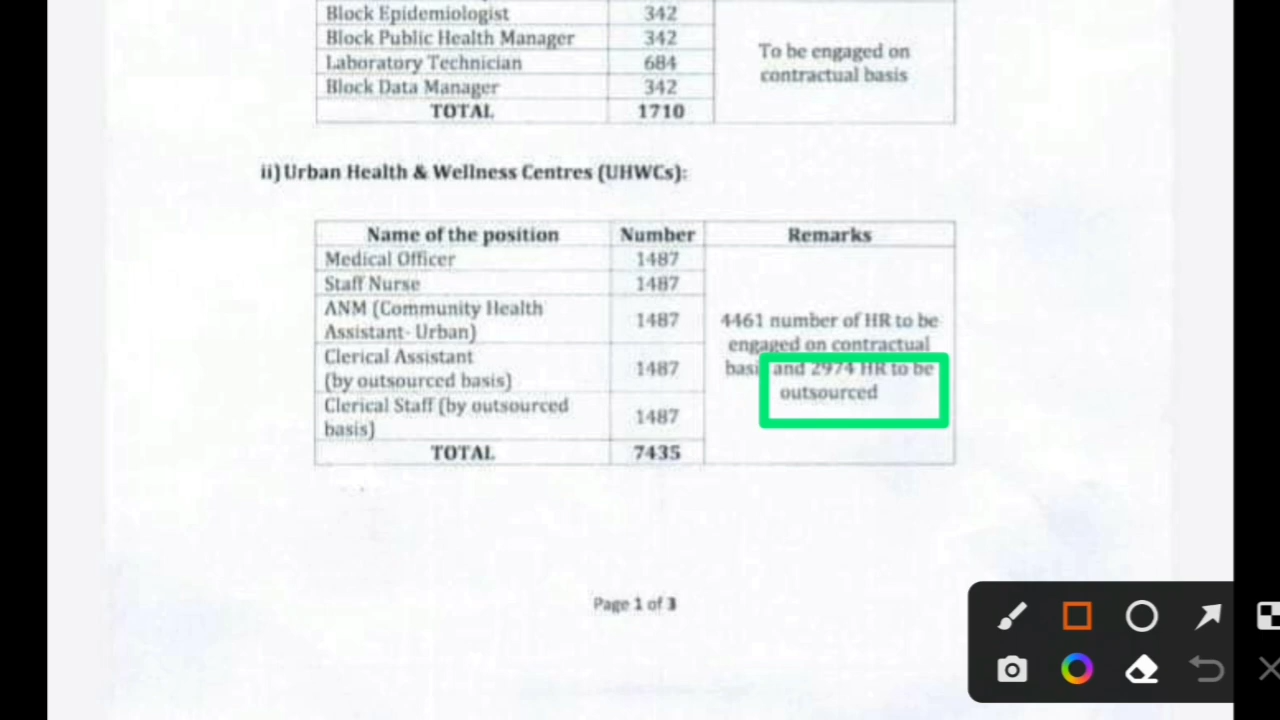 Block Epidemiologist 342
Block Public Health Manager 342
Laboratory Technician 684
Block Data Manager 342
TOTAL 1710
To be engaged on
contractual basis
ii) Urban Health & Wellness Centres (UHWCs):
Name of the position Number Remarks
Medical Officer 1487
Staff Nurse 1487
ANM (Community Health
Assistant- Urban) 1487
Clerical Assistant
(by outsourced basis) 1487
Clerical Staff (by outsourced
basis) 1487
TOTAL 7435
4461 number of HR to be
engaged on contractual
basi and 2974 HR to be
outsourced
Page 1 of 3